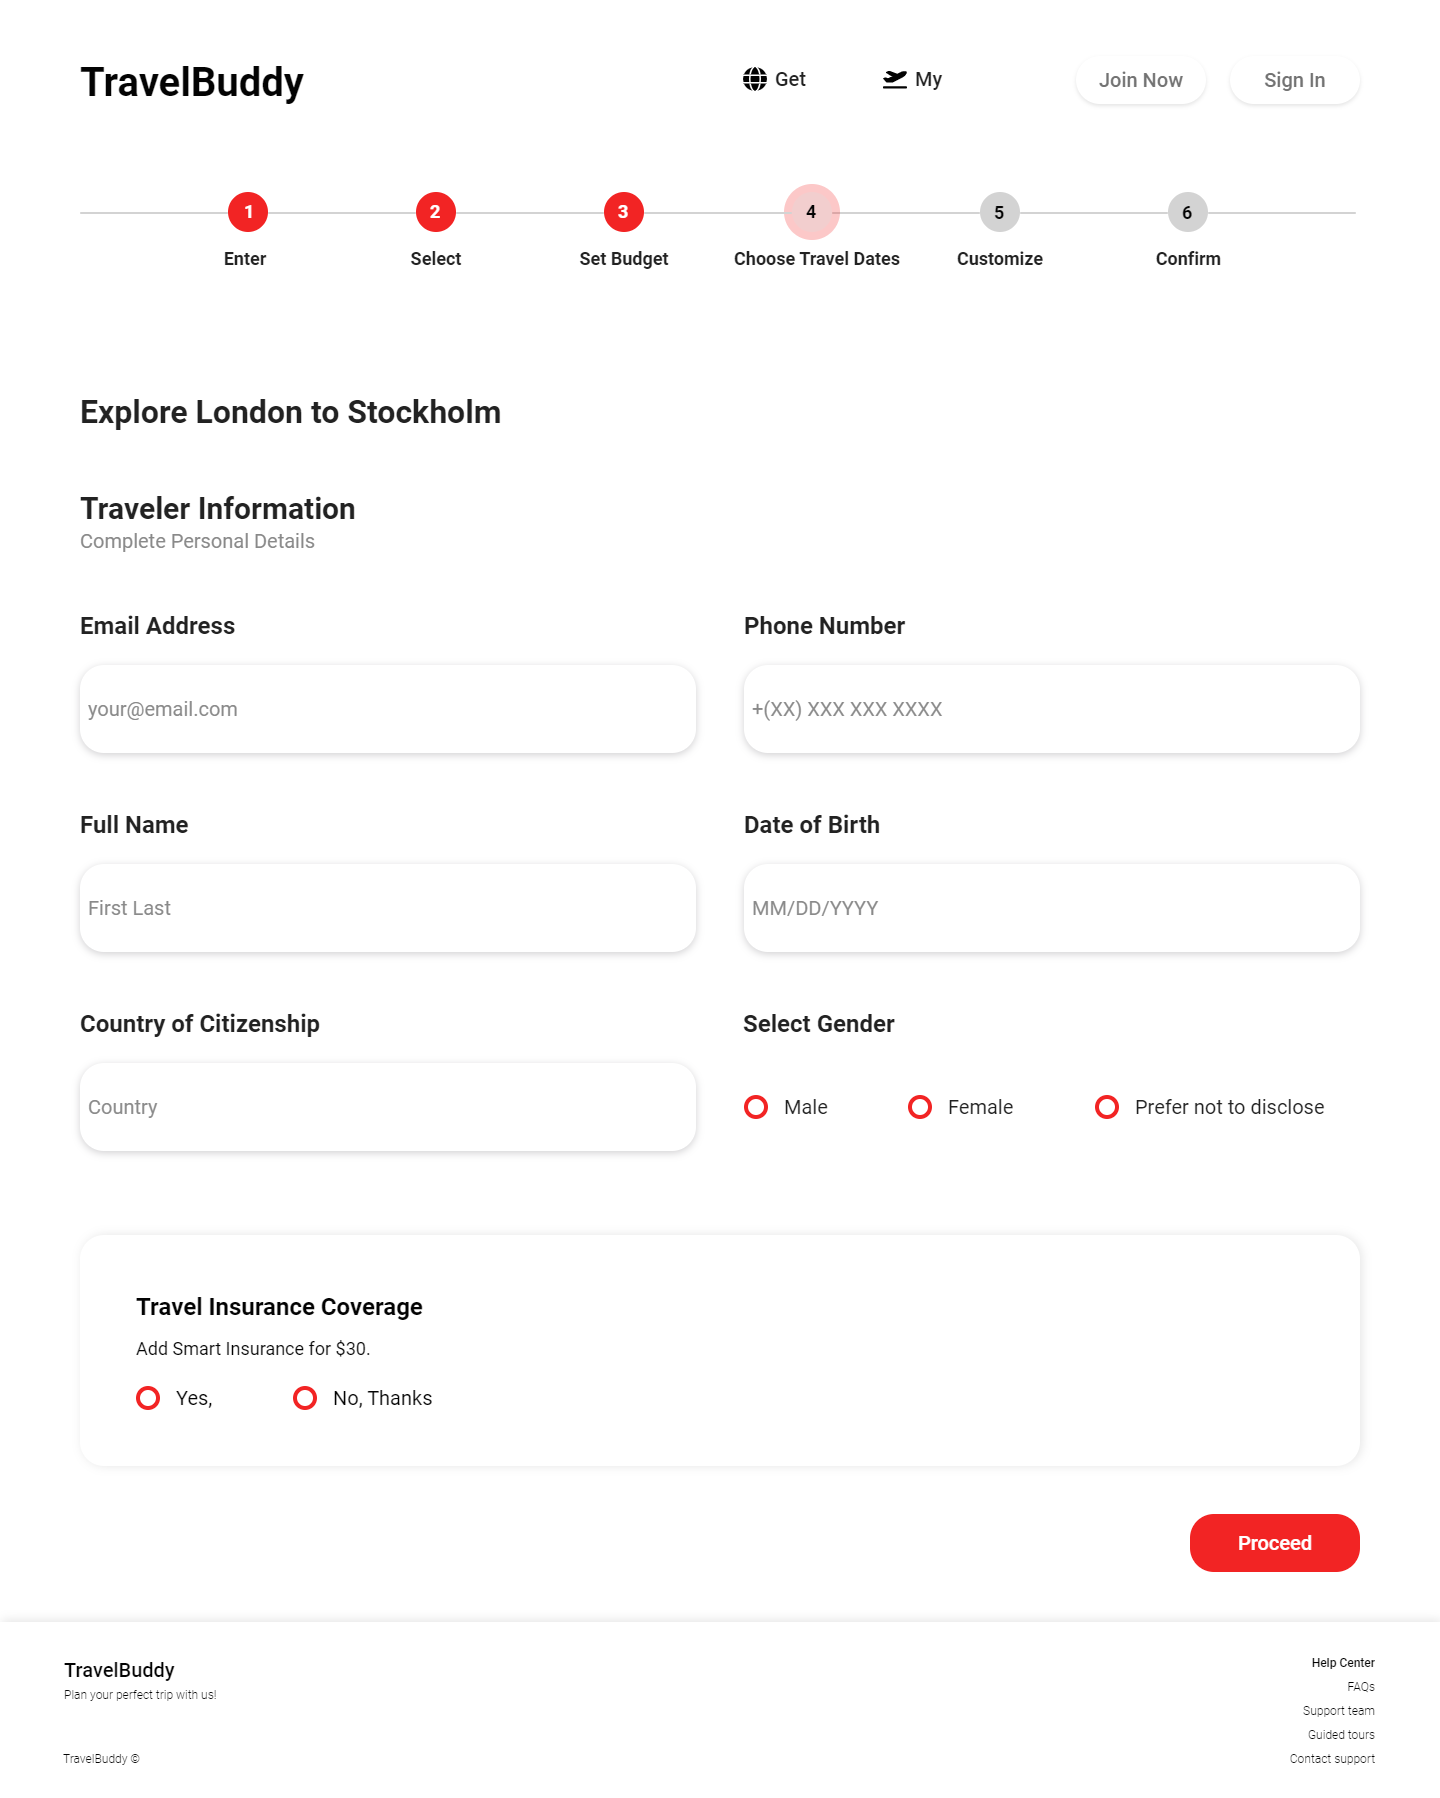 TravelBuddy
Get
My
Join Now
Sign In
1
2
3
4
5
6
Enter
Select
Set Budget
Choose Travel Dates
Customize
Confirm
Explore London to Stockholm
Traveler Information
Complete Personal Details
Email Address
Phone Number
your@email.com
+(XX) XXX XXX XXXX
Full Name
Date of Birth
First Last
MM/DD/YYYY
Country of Citizenship
Select Gender
Country
Male
Female
Prefer not to disclose
Travel Insurance Coverage
Add Smart Insurance for $30.
Yes,
No, Thanks
Proceed
TravelBuddy
Plan your perfect trip with us!
TravelBuddy ©
Help Center
FAQs
Support team
Guided tours
Contact support